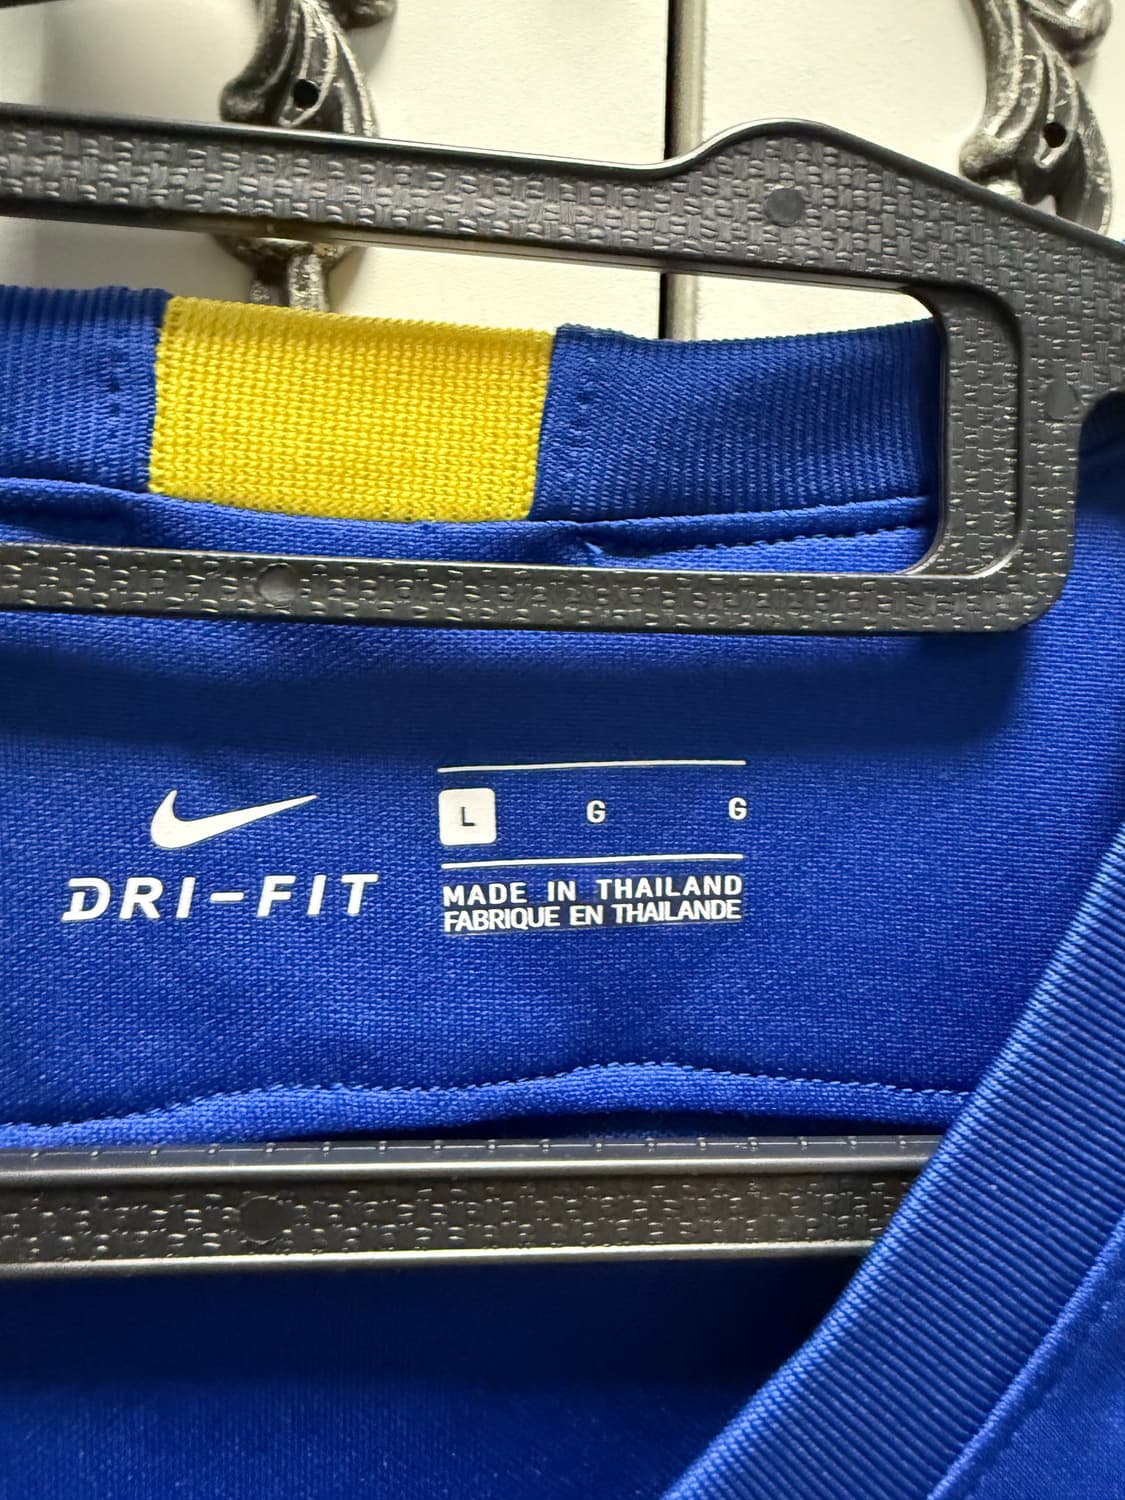 DRI-FIT
L G G
MADE IN THAILAND
FABRIQUE EN THAILANDE